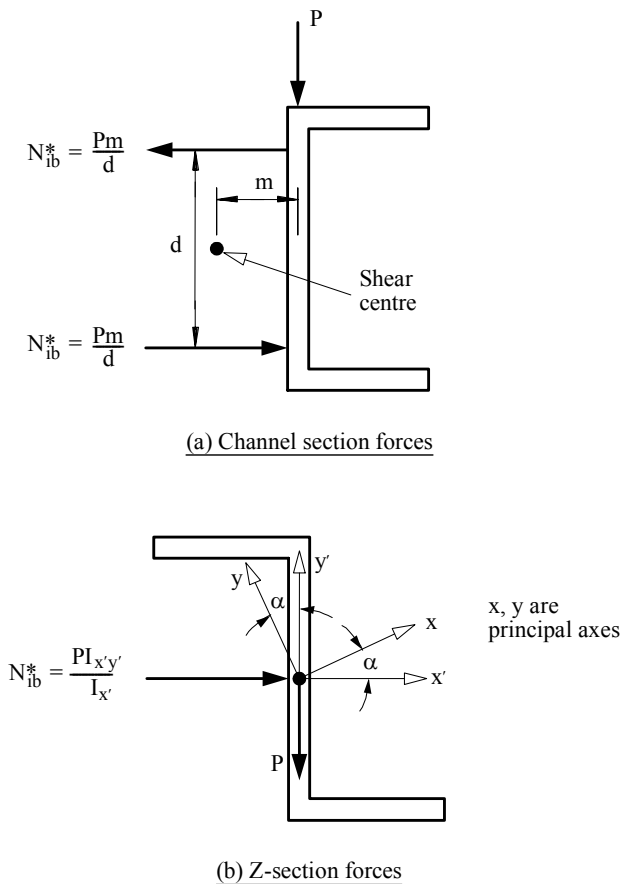 P
N*ib = Pm/d
m
d
Shear
centre
N*ib = Pm/d
(a) Channel section forces
y′
y
α
x
x, y are
principal axes
α
N*ib = PIx′y′/Ix′
x′
P
(b) Z-section forces